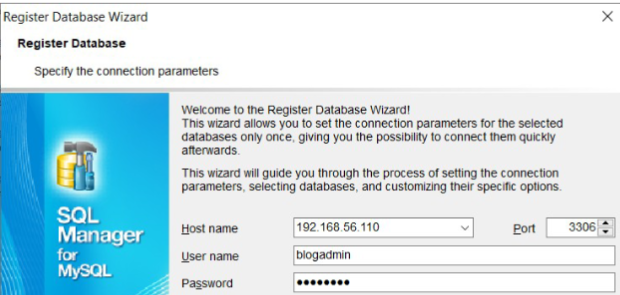 Register Database Wizard
Register Database
Specify the connection parameters
Welcome to the Register Database Wizard!
This wizard allows you to set the connection parameters for the selected
databases only once, giving you the possibility to connect them quickly
afterwards.
This wizard will guide you through the process of setting the connection
parameters, selecting databases, and customizing their specific options.
SQL
Manager
for
MySQL
Host name 192.168.56.110 Port 3306
User name blogadmin
Password ●●●●●●●●